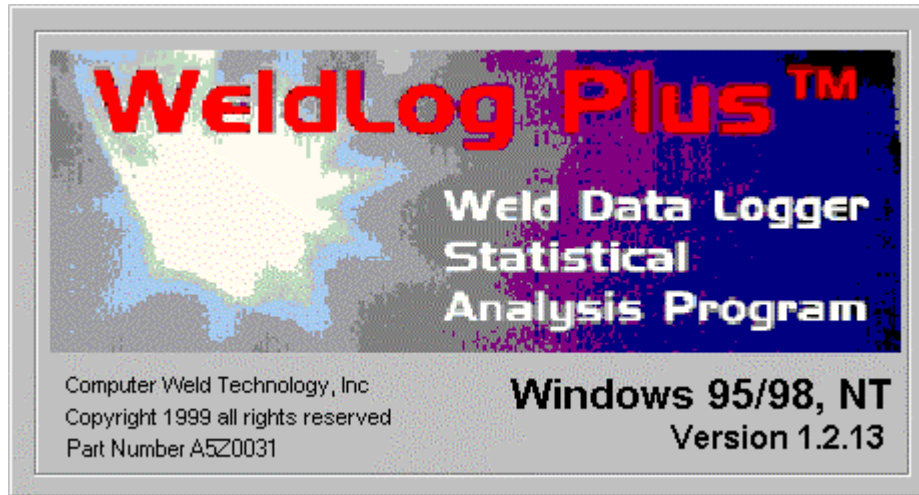 WeldLog Plus™
Weld Data Logger
Statistical
Analysis Program
Computer Weld Technology, Inc
Copyright 1999 all rights reserved
Part Number A5Z0031
Windows 95/98, NT
Version 1.2.13